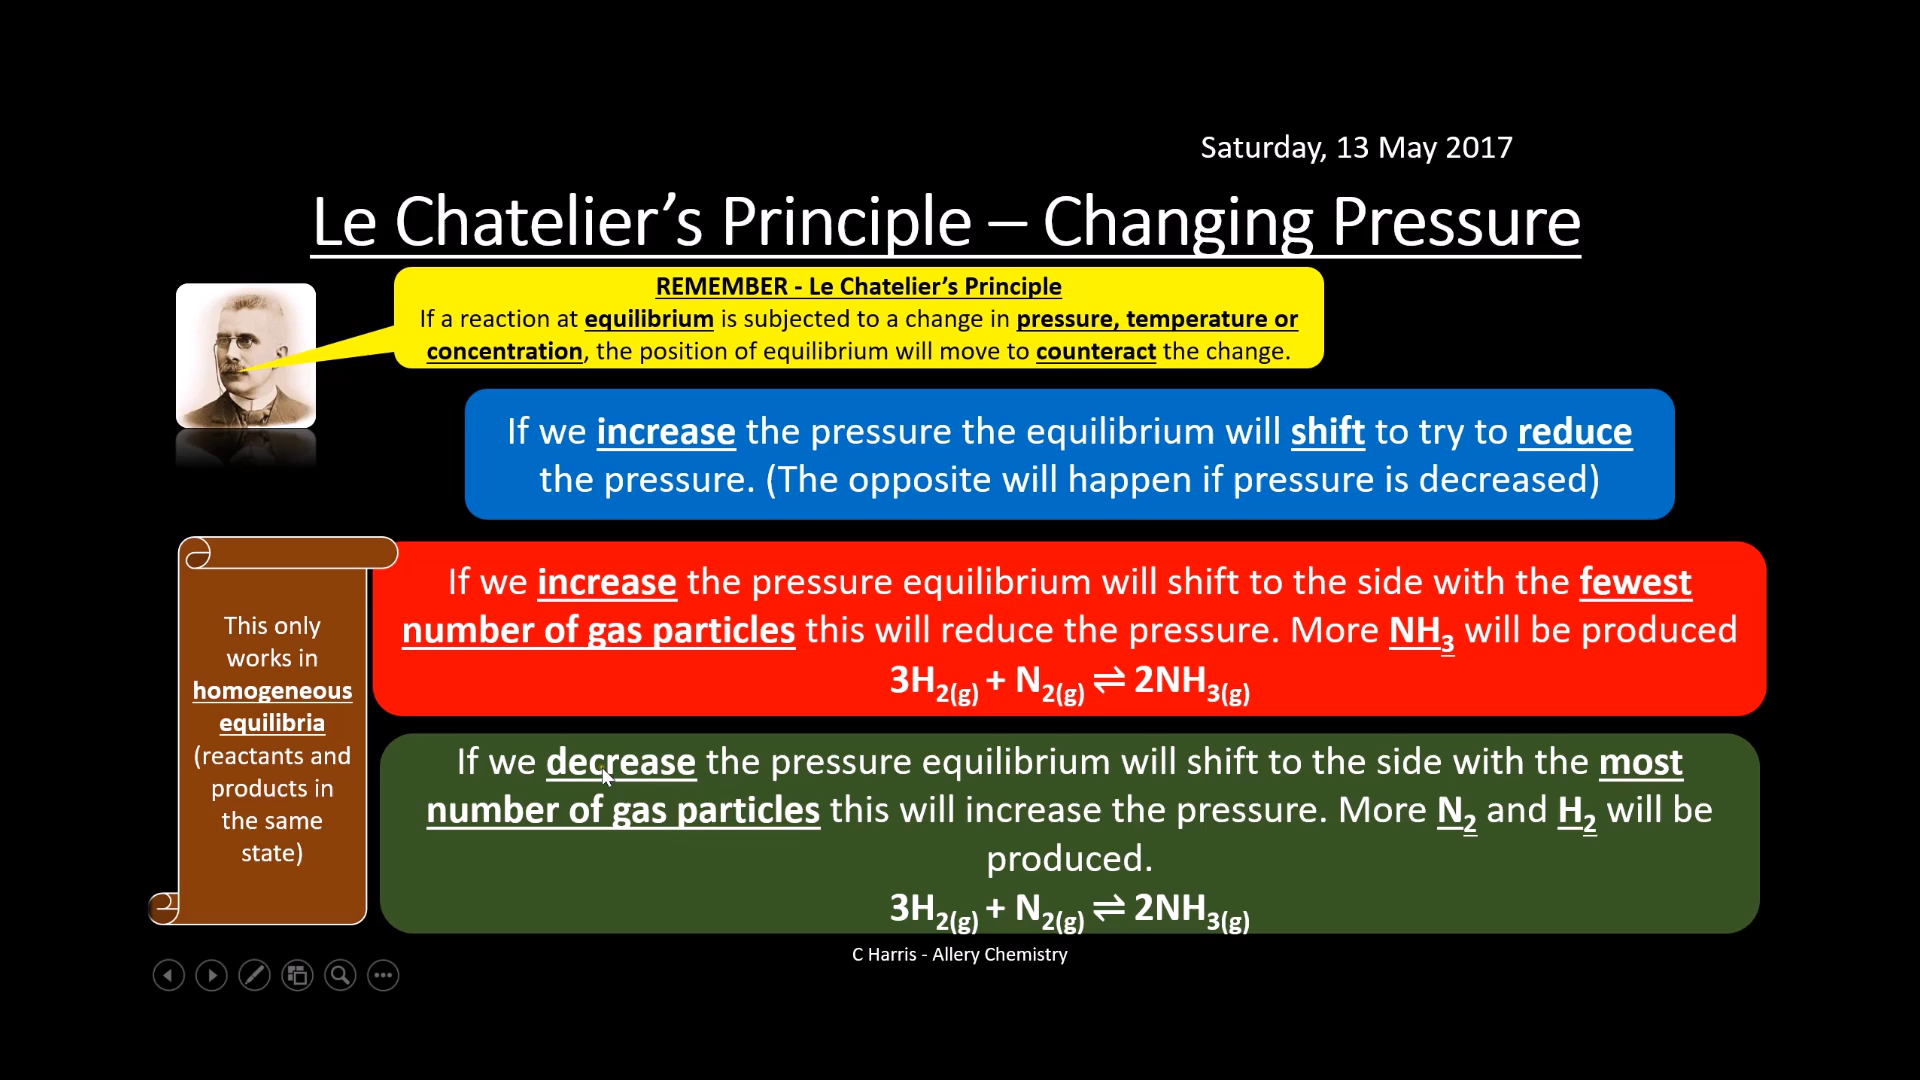 Saturday, 13 May 2017
Le Chatelier’s Principle – Changing Pressure
REMEMBER - Le Chatelier’s Principle
If a reaction at equilibrium is subjected to a change in pressure, temperature or
concentration, the position of equilibrium will move to counteract the change.
If we increase the pressure the equilibrium will shift to try to reduce
the pressure. (The opposite will happen if pressure is decreased)
This only
works in
homogeneous
equilibria
(reactants and
products in
the same
state)
If we increase the pressure equilibrium will shift to the side with the fewest
number of gas particles this will reduce the pressure. More NH₃ will be produced
3H₂(g) + N₂(g) ⇌ 2NH₃(g)
If we decrease the pressure equilibrium will shift to the side with the most
number of gas particles this will increase the pressure. More N₂ and H₂ will be
produced.
3H₂(g) + N₂(g) ⇌ 2NH₃(g)
C Harris - Allery Chemistry